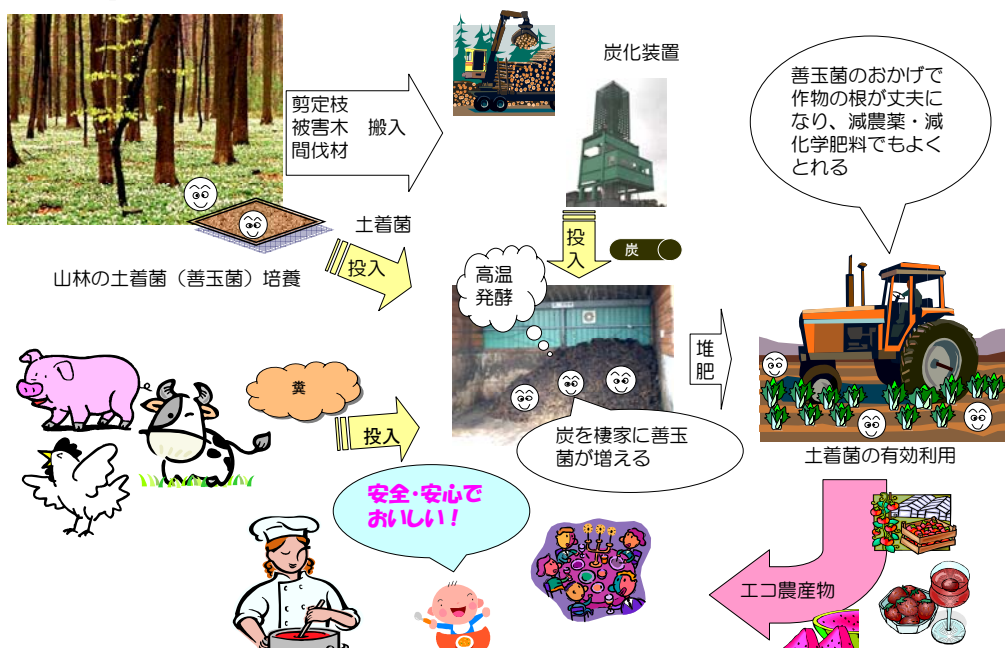 炭化装置
剪定枝
被害木　搬入
間伐材
善玉菌のおかげで
作物の根が丈夫に
なり、減農薬・減
化学肥料でもよく
とれる
土着菌
投入
山林の土着菌（善玉菌）培養
投
入
炭
高温
発酵
堆
肥
糞
投入
炭を棲家に善玉
菌が増える
土着菌の有効利用
安全・安心で
おいしい！
エコ農産物